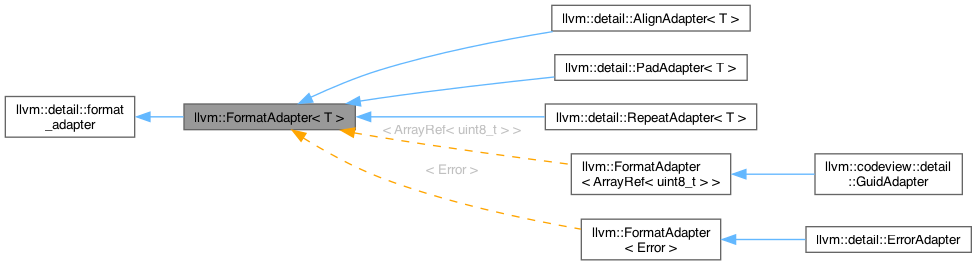 llvm::detail::AlignAdapter< T >
llvm::detail::PadAdapter< T >
llvm::detail::format
_adapter
llvm::FormatAdapter< T >
llvm::detail::RepeatAdapter< T >
< ArrayRef< uint8_t > >
llvm::FormatAdapter
< ArrayRef< uint8_t > >
llvm::codeview::detail
::GuidAdapter
< Error >
llvm::FormatAdapter
< Error >
llvm::detail::ErrorAdapter